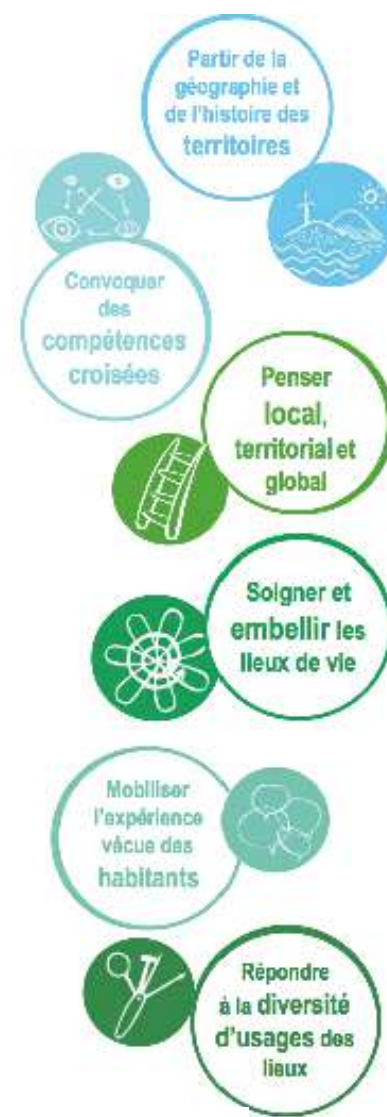 Partir de la
géographie et
de l'histoire des
territoires
Convoquer
des
compétences
croisées
Penser
local,
territorial et
global
Soigner et
embellir les
lieux de vie
Mobiliser
l'expérience
vécue des
habitants
Répondre
à la diversité
d'usages des
lieux